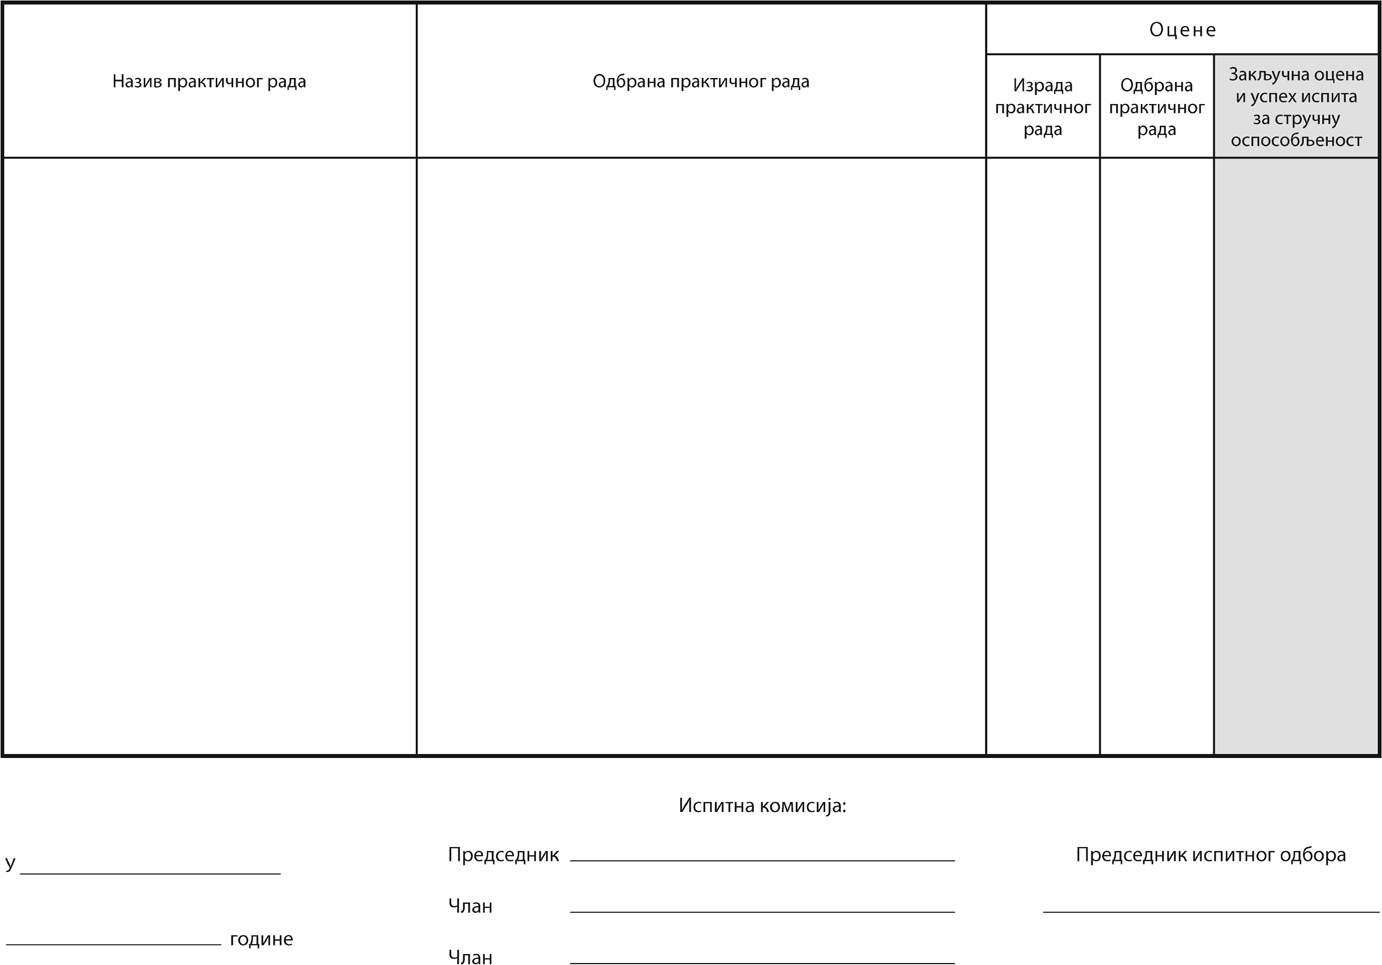 Назив практичног рада
Одбрана практичног рада
Оцене
Израда
практичног
рада
Одбрана
практичног
рада
Закључна оцена
и успех испита
за стручну
оспособљеност
Испитна комисија:
У
године
Председник
Члан
Члан
Председник испитног одбора